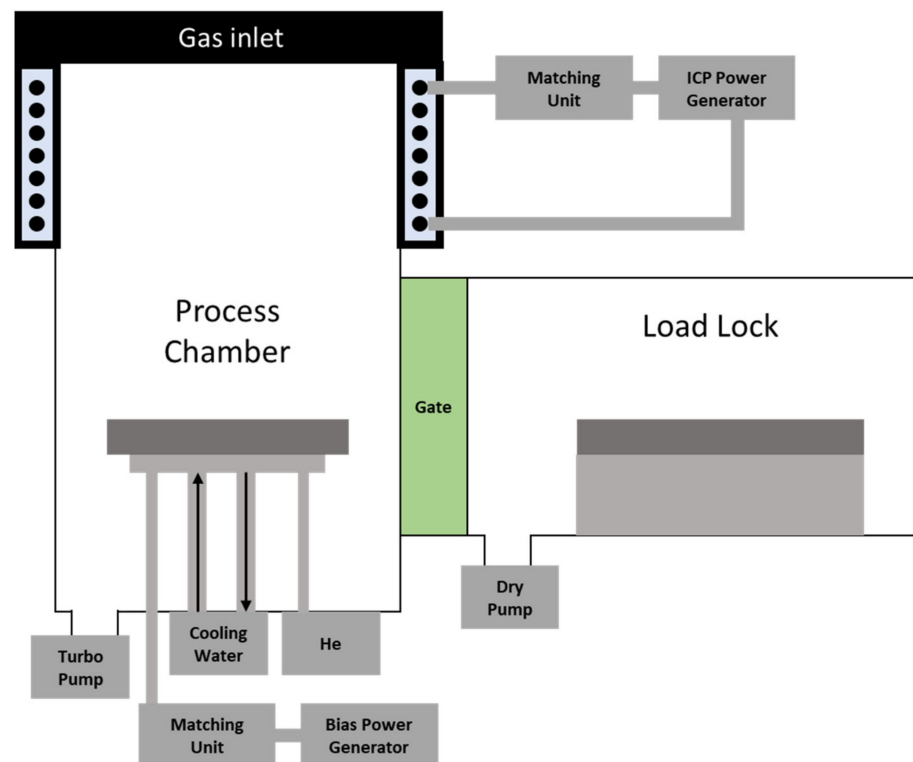 Gas inlet
Matching
Unit
ICP Power
Generator
Process
Chamber
Load Lock
Gate
Dry
Pump
Turbo
Pump
Cooling
Water
He
Matching
Unit
Bias Power
Generator